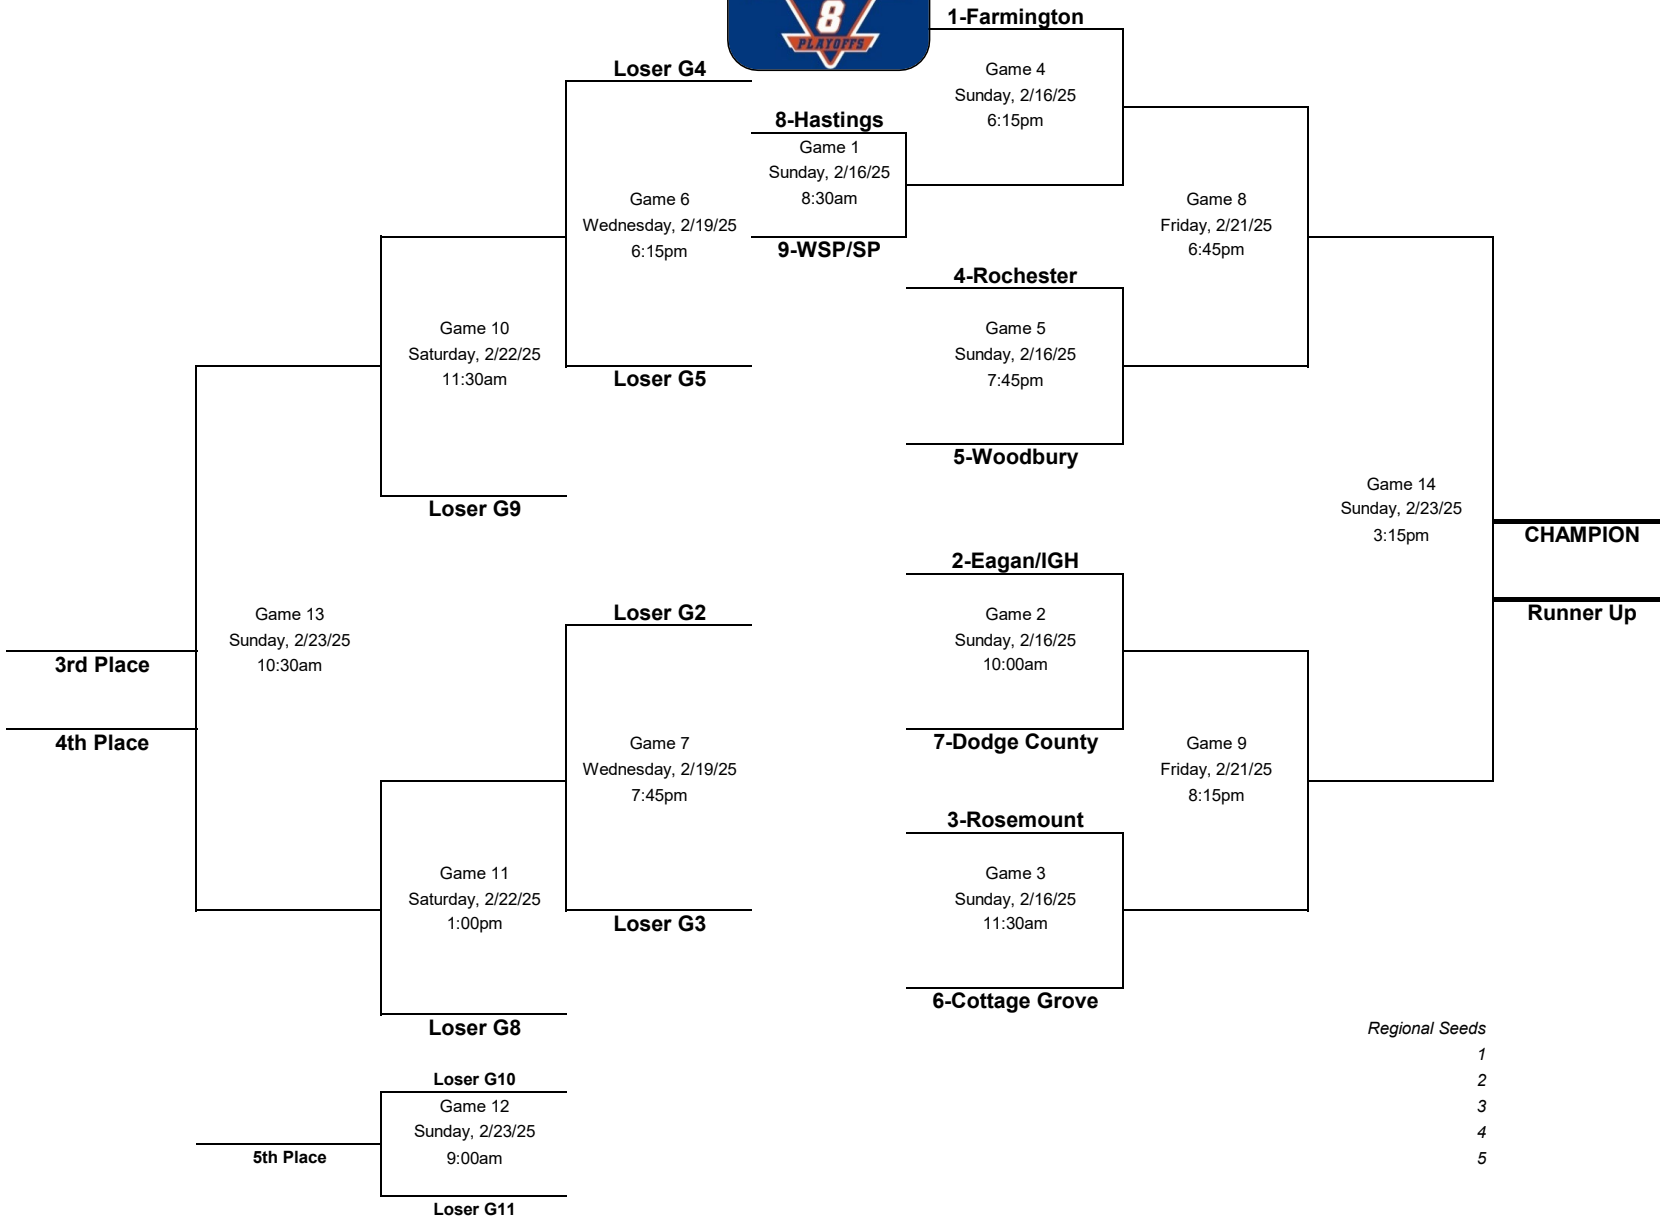 8
PLAYOFFS
1-Farmington
Game 4
Sunday, 2/16/25
6:15pm
Loser G4
8-Hastings
Game 1
Sunday, 2/16/25
8:30am
9-WSP/SP
Game 6
Wednesday, 2/19/25
6:15pm
Game 8
Friday, 2/21/25
6:45pm
4-Rochester
Game 5
Sunday, 2/16/25
7:45pm
5-Woodbury
Game 10
Saturday, 2/22/25
11:30am
Loser G5
Loser G9
Game 14
Sunday, 2/23/25
3:15pm
CHAMPION
Runner Up
2-Eagan/IGH
Game 2
Sunday, 2/16/25
10:00am
7-Dodge County
Loser G2
Game 13
Sunday, 2/23/25
10:30am
3rd Place
4th Place
Game 7
Wednesday, 2/19/25
7:45pm
Game 9
Friday, 2/21/25
8:15pm
3-Rosemount
Game 3
Sunday, 2/16/25
11:30am
6-Cottage Grove
Game 11
Saturday, 2/22/25
1:00pm
Loser G3
Loser G8
Loser G10
Game 12
Sunday, 2/23/25
9:00am
5th Place
Loser G11
Regional Seeds
1
2
3
4
5